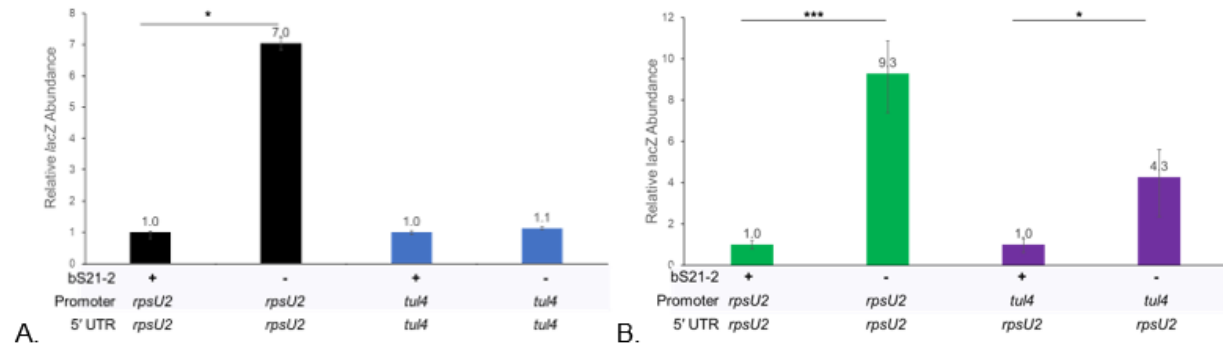 8
7
6
5
4
3
2
1
0
Relative lacZ Abundance
*
1.0
7.0
1.0
1.1
bS21-2 + - + -
Promoter rpsU2 rpsU2 tul4 tul4
5' UTR rpsU2 rpsU2 tul4 tul4
A.
12
10
8
6
4
2
0
Relative lacZ Abundance
***
*
1.0
9.3
1.0
4.3
bS21-2 + - + -
Promoter rpsU2 rpsU2 tul4 tul4
5' UTR rpsU2 rpsU2 rpsU2 rpsU2
B.